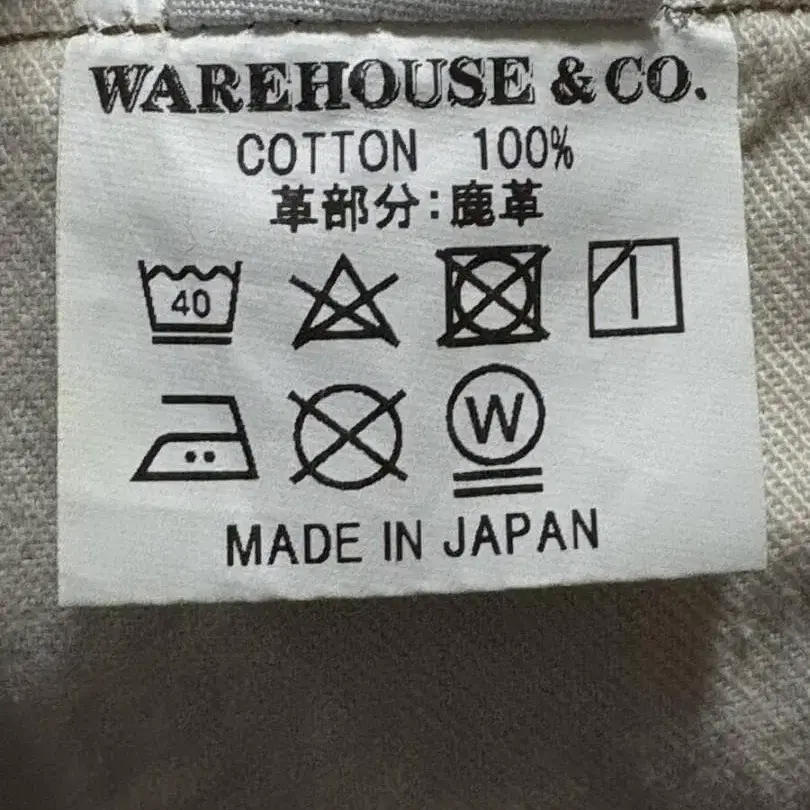 WAREHOUSE & CO.
COTTON 100%
革部分:鹿革
40
W
MADE IN JAPAN